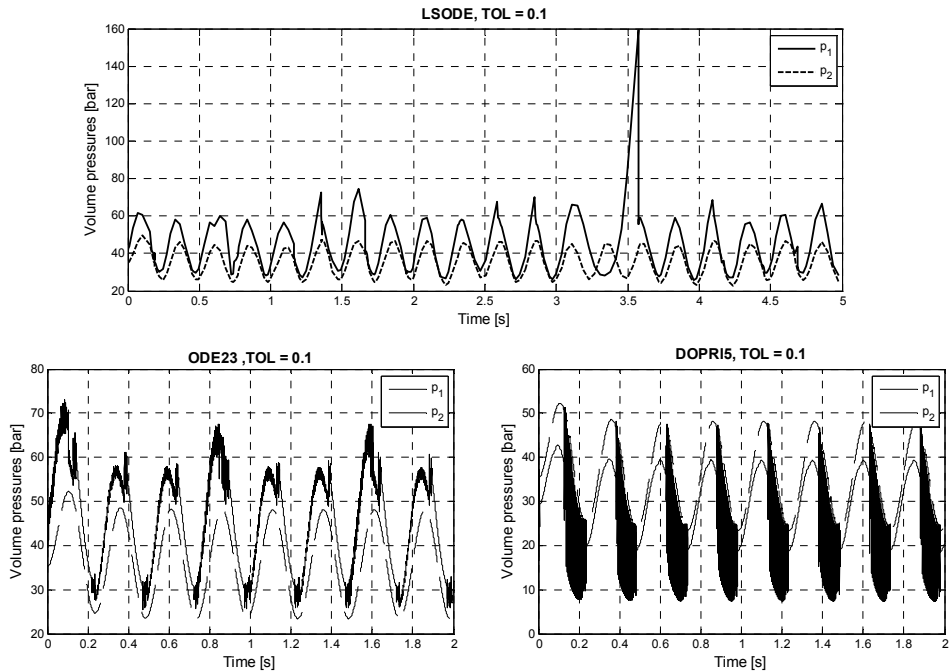 LSODE, TOL = 0.1
Volume pressures [bar]
160
140
120
100
80
60
40
20
p1
p2
0 0.5 1 1.5 2 2.5 3 3.5 4 4.5 5
Time [s]
ODE23 ,TOL = 0.1
Volume pressures [bar]
80
70
60
50
40
30
20
p1
p2
0 0.2 0.4 0.6 0.8 1 1.2 1.4 1.6 1.8 2
Time [s]
DOPRI5, TOL = 0.1
Volume pressures [bar]
60
50
40
30
20
10
0
p1
p2
0 0.2 0.4 0.6 0.8 1 1.2 1.4 1.6 1.8 2
Time [s]